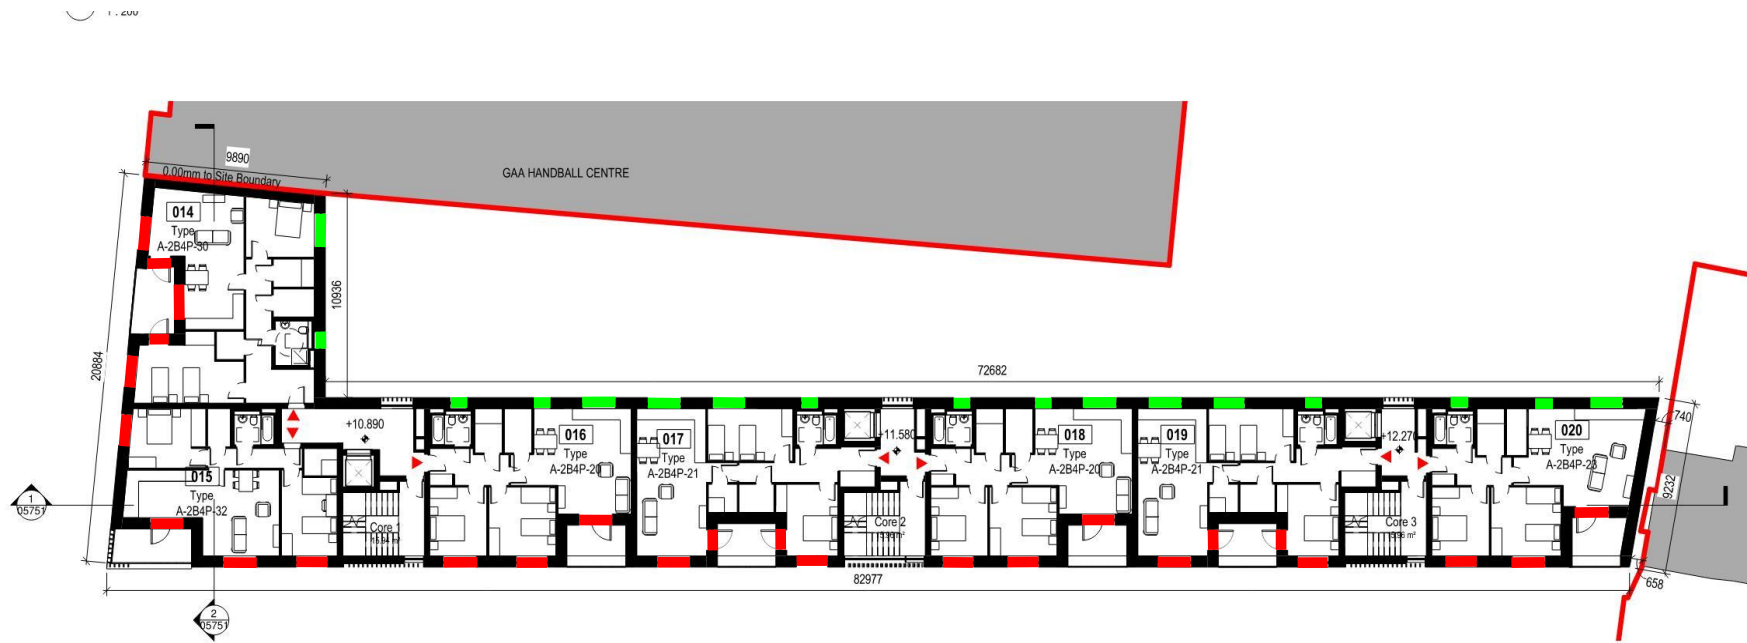 9890
0.00mm to Site Boundary
GAA HANDBALL CENTRE
014
Type
A-2B4P-30
10936
20884
72682
+10.890
016
Type
A-2B4P-20
017
Type
A-2B4P-21
+11.580
018
Type
A-2B4P-20
019
Type
A-2B4P-21
+12.270
020
Type
A-2B4P-23
740
9232
015
Type
A-2B4P-32
1
05751
Core 1
Core 2
Core 3
82977
658
2
05751